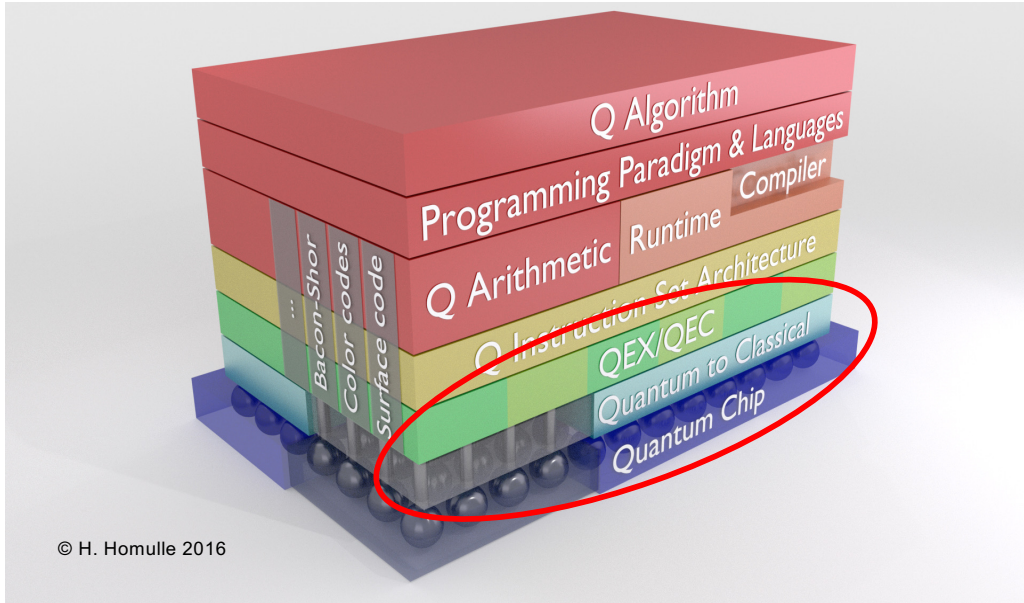 Q Algorithm
Programming Paradigm & Languages
Compiler
Runtime
Q Arithmetic
Q Instruction Set Architecture
QEX/QEC
Quantum to Classical
Quantum Chip
...
Bacon-Shor
Color codes
Surface code
© H. Homulle 2016